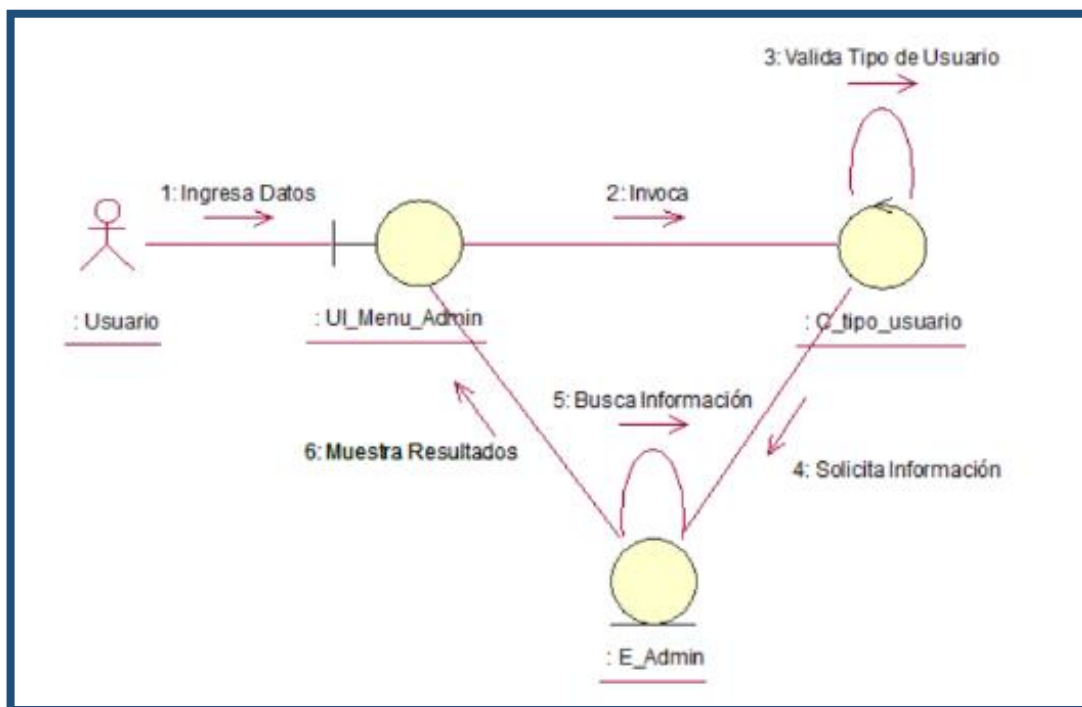 3: Valida Tipo de Usuario
1: Ingresa Datos
2: Invoca
: Usuario
: UI_Menu_Admin
: C_tipo_usuario
5: Busca Información
6: Muestra Resultados
4: Solicita Información
: E_Admin